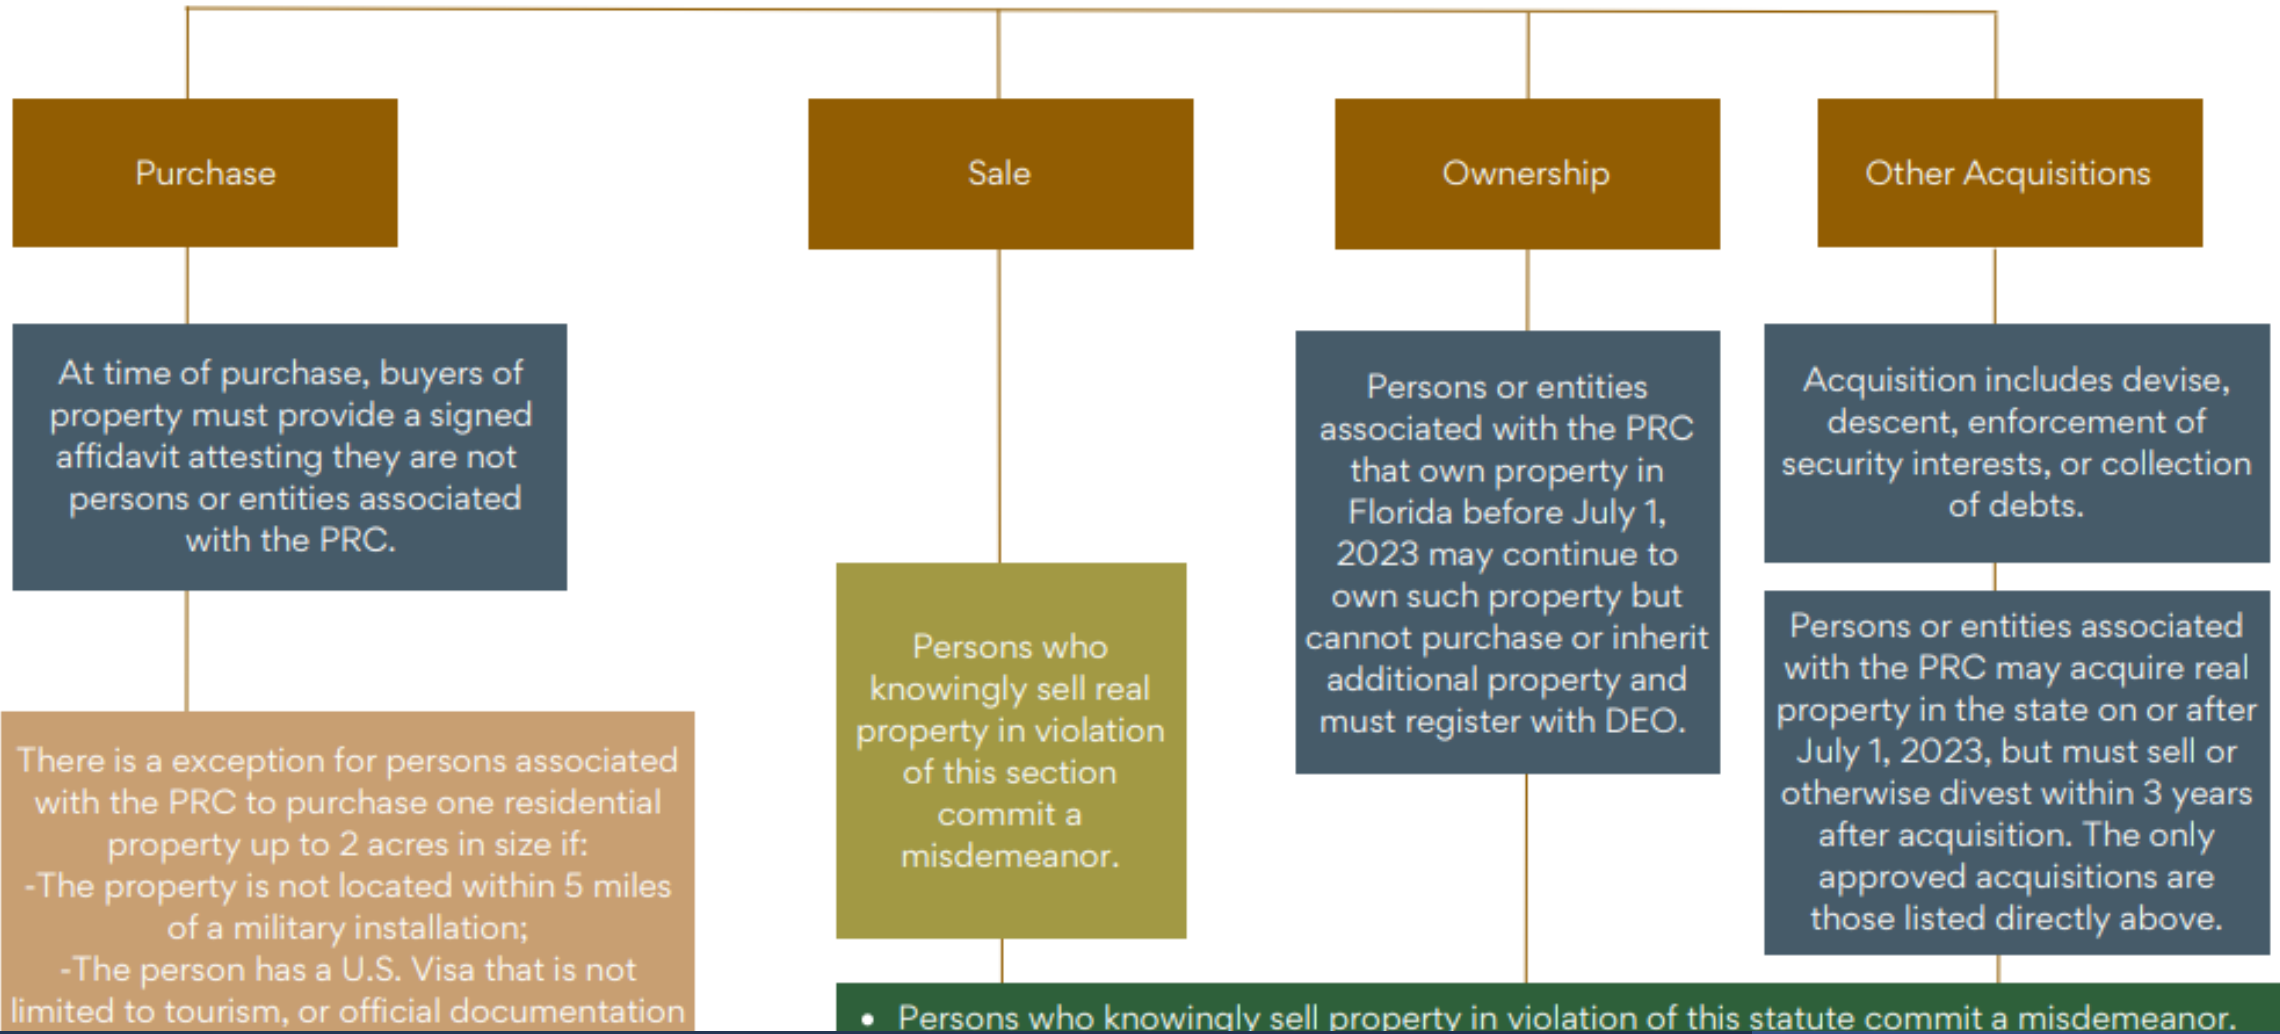 Purchase
Sale
Ownership
Other Acquisitions
At time of purchase, buyers of
property must provide a signed
affidavit attesting they are not
persons or entities associated
with the PRC.
There is a exception for persons associated
with the PRC to purchase one residential
property up to 2 acres in size if:
-The property is not located within 5 miles
of a military installation;
-The person has a U.S. Visa that is not
limited to tourism, or official documentation
Persons who
knowingly sell real
property in violation
of this section
commit a
misdemeanor.
Persons or entities
associated with the PRC
that own property in
Florida before July 1,
2023 may continue to
own such property but
cannot purchase or inherit
additional property and
must register with DEO.
Acquisition includes devise,
descent, enforcement of
security interests, or collection
of debts.
Persons or entities associated
with the PRC may acquire real
property in the state on or after
July 1, 2023, but must sell or
otherwise divest within 3 years
after acquisition. The only
approved acquisitions are
those listed directly above.
• Persons who knowingly sell property in violation of this statute commit a misdemeanor.